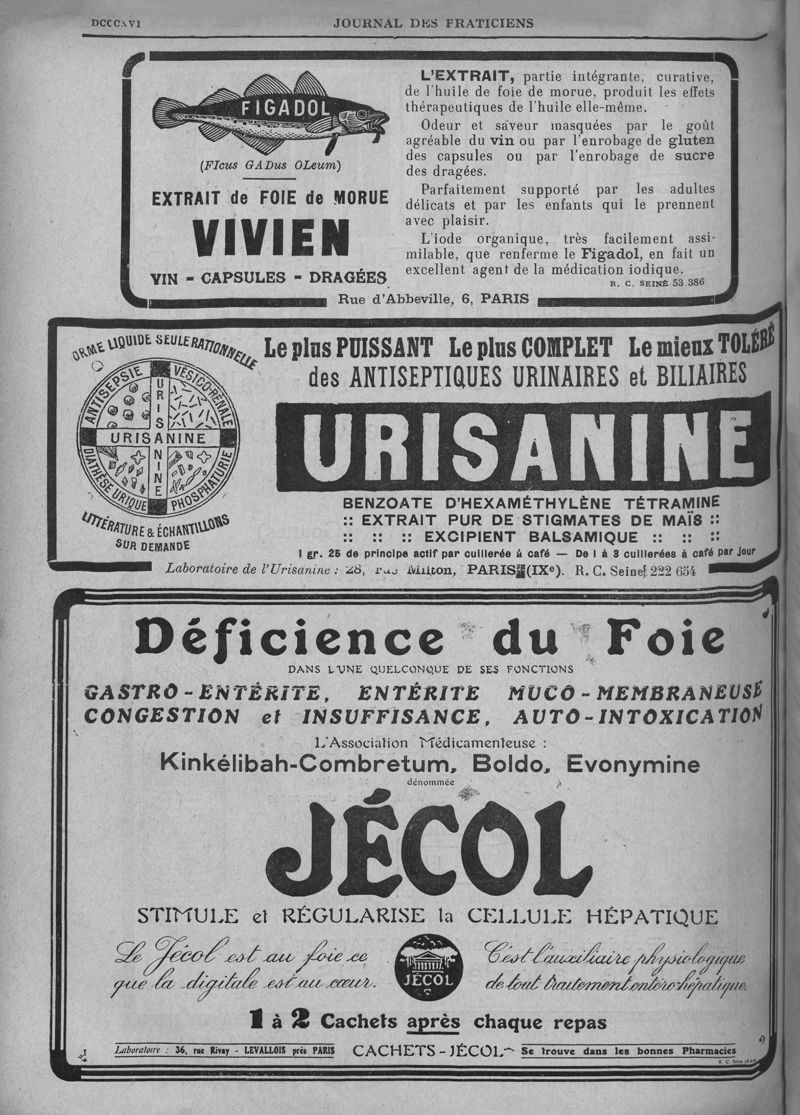 DCCCXVI
JOURNAL DES PRATICIENS
FIGADOL
(FIcus GADus OLeum)
EXTRAIT de FOIE de MORUE
VIVIEN
VIN - CAPSULES - DRAGÉES
L'EXTRAIT, partie intégrante, curative,
de l'huile de foie de morue, produit les effets
thérapeutiques de l'huile elle-même.
Odeur et saveur masquées par le goût
agréable du vin ou par l'enrobage de gluten
des capsules ou par l'enrobage de sucre
des dragées.
Parfaitement supporté par les adultes
délicats et par les enfants qui le prennent
avec plaisir.
L'iode organique, très facilement assi-
milable, que renferme le Figadol, en fait un
excellent agent de la médication iodique.
R. C. SEINE 53 386
Rue d'Abbeville, 6, PARIS
FORME LIQUIDE SEULE RATIONNELLE
ANTISEPSIE
VÉSICO-RÉNALE
URISANINE
URISANINE
DIATHÈSE URIQUE
PHOSPHATURIE
LITTÉRATURE & ÉCHANTILLONS
SUR DEMANDE
Le plus PUISSANT Le plus COMPLET Le mieux TOLÉRÉ
des ANTISEPTIQUES URINAIRES et BILIAIRES
URISANINE
BENZOATE D'HEXAMÉTHYLÈNE TÉTRAMINE
:: EXTRAIT PUR DE STIGMATES DE MAÏS ::
:: :: :: EXCIPIENT BALSAMIQUE :: :: ::
1 gr. 25 de principe actif par cuillerée à café — De 1 à 3 cuillerées à café par Jour
Laboratoire de l'Urisanine : 28, rue Milton, PARIS (IXe). R. C. Seine 222 654
Déficience du Foie
DANS L'UNE QUELCONQUE DE SES FONCTIONS
GASTRO-ENTÉRITE, ENTÉRITE MUCO-MEMBRANEUSE
CONGESTION et INSUFFISANCE, AUTO-INTOXICATION
L'Association Médicamenteuse :
Kinkélibah-Combretum, Boldo, Evonymine
dénommée
JÉCOL
STIMULE et RÉGULARISE la CELLULE HÉPATIQUE
Le Jécol est au foie ce
que la digitale est au cœur.
JÉCOL
C'est l'auxiliaire physiologique
de tout traitement entéro-hépatique.
1 à 2 Cachets après chaque repas
Laboratoire : 36, rue Rivay - LEVALLOIS près PARIS
CACHETS-JÉCOL
Se trouve dans les bonnes Pharmacies